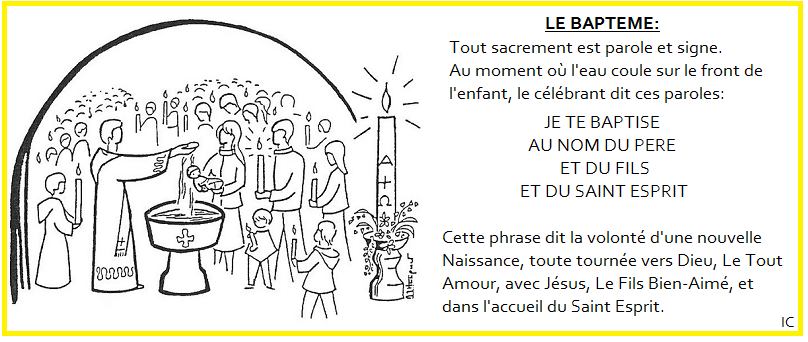 LE BAPTEME:
Tout sacrement est parole et signe.
Au moment où l'eau coule sur le front de
l'enfant, le célébrant dit ces paroles:
JE TE BAPTISE
AU NOM DU PERE
ET DU FILS
ET DU SAINT ESPRIT
Cette phrase dit la volonté d'une nouvelle
Naissance, toute tournée vers Dieu, Le Tout
Amour, avec Jésus, Le Fils Bien-Aimé, et
dans l'accueil du Saint Esprit.
IC
Α
Ω